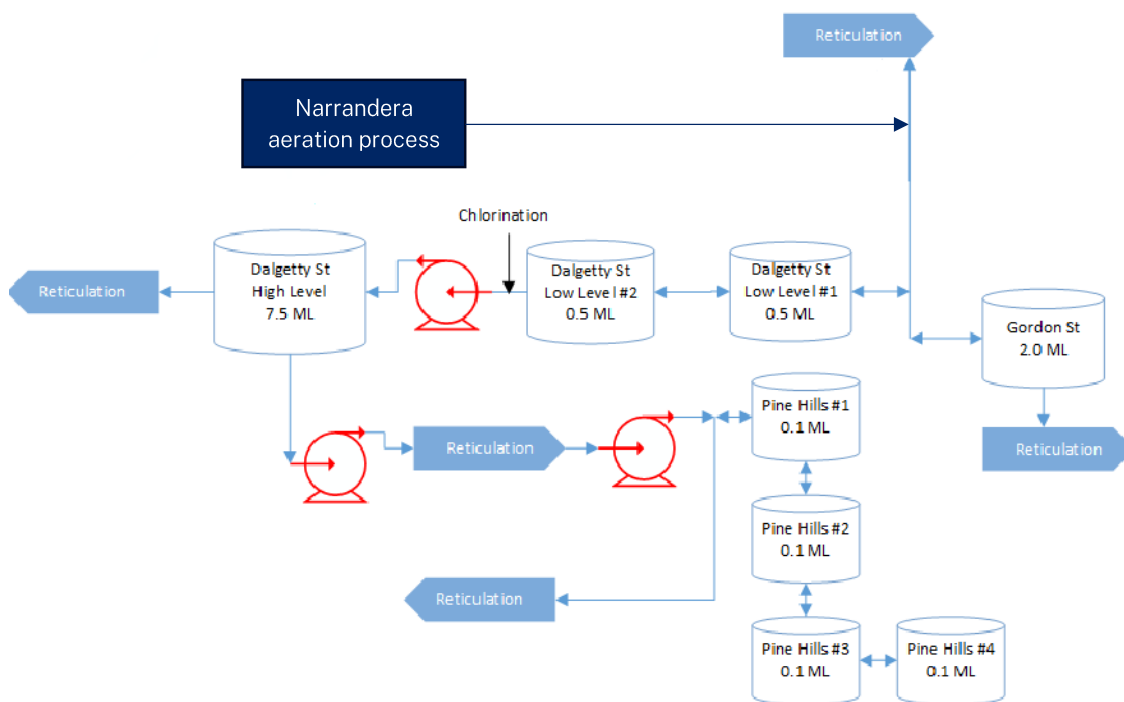 Reticulation
Narrandera
aeration process
Chlorination
Dalgetty St
High Level
7.5 ML
Dalgetty St
Low Level #2
0.5 ML
Dalgetty St
Low Level #1
0.5 ML
Reticulation
Gordon St
2.0 ML
Pine Hills #1
0.1 ML
Reticulation
Reticulation
Pine Hills #2
0.1 ML
Reticulation
Pine Hills #3
0.1 ML
Pine Hills #4
0.1 ML